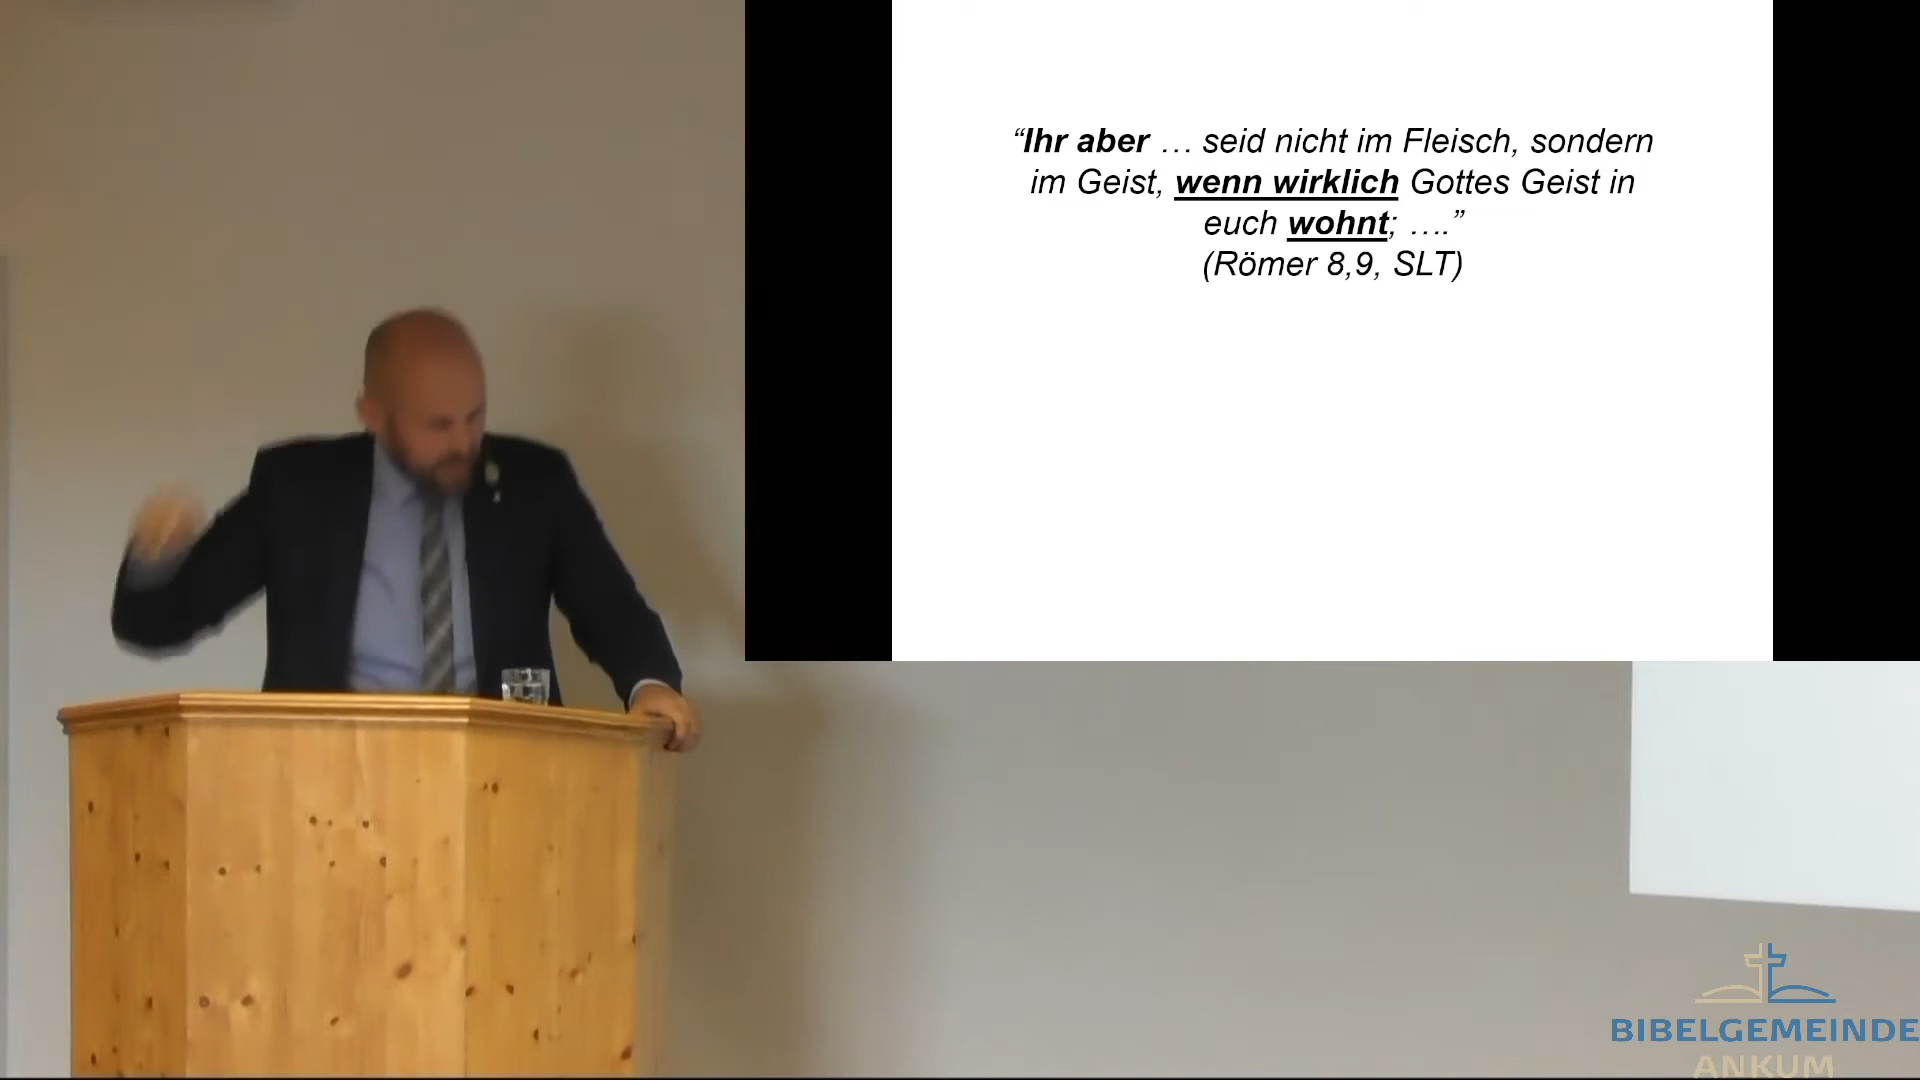 “Ihr aber … seid nicht im Fleisch, sondern
im Geist, wenn wirklich Gottes Geist in
euch wohnt; ….”
(Römer 8,9, SLT)
BIBELGEMEINDE
ANKUM